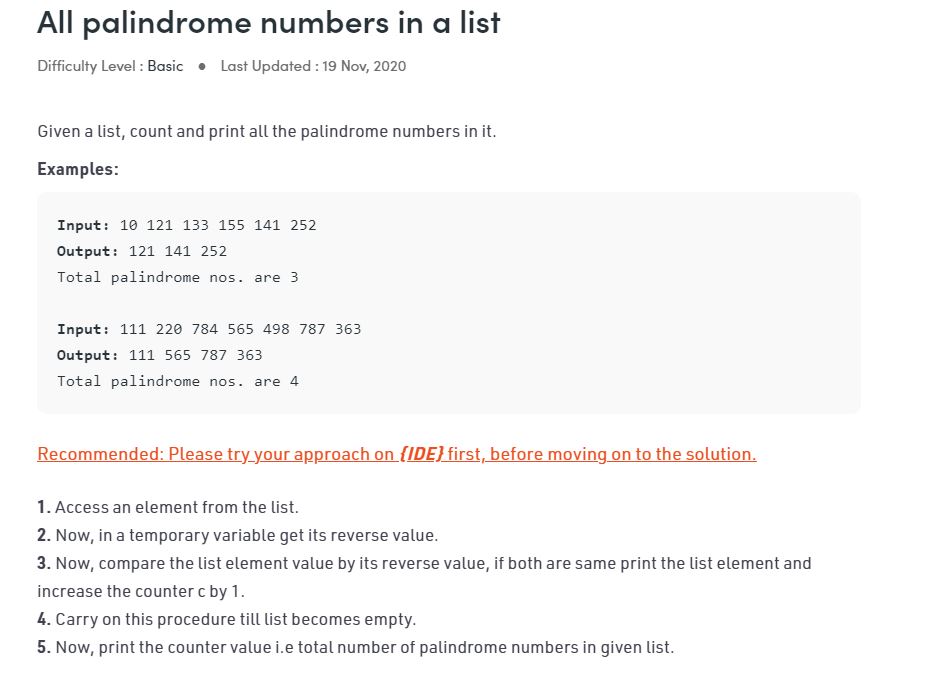 All palindrome numbers in a list
Difficulty Level : Basic ● Last Updated : 19 Nov, 2020
Given a list, count and print all the palindrome numbers in it.
Examples:
Input: 10 121 133 155 141 252
Output: 121 141 252
Total palindrome nos. are 3
Input: 111 220 784 565 498 787 363
Output: 111 565 787 363
Total palindrome nos. are 4
Recommended: Please try your approach on {IDE} first, before moving on to the solution.
1. Access an element from the list.
2. Now, in a temporary variable get its reverse value.
3. Now, compare the list element value by its reverse value, if both are same print the list element and
increase the counter c by 1.
4. Carry on this procedure till list becomes empty.
5. Now, print the counter value i.e total number of palindrome numbers in given list.